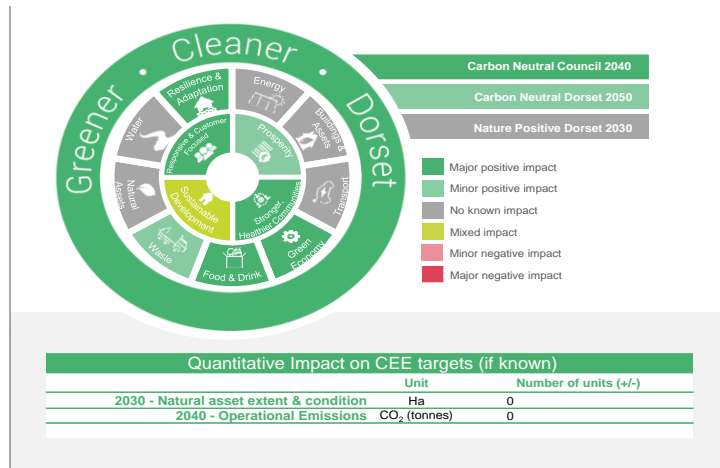 Greener • Cleaner • Dorset
Carbon Neutral Council 2040
Carbon Neutral Dorset 2050
Nature Positive Dorset 2030
Resilience &
Adaptation
Energy
Buildings &
Assets
Transport
Green
Economy
Food & Drink
Waste
Natural
Assets
Water
Responsive & Customer
Focused
Prosperity
Stronger,
Healthier Communities
Sustainable
Development
Major positive impact
Minor positive impact
No known impact
Mixed impact
Minor negative impact
Major negative impact
Quantitative Impact on CEE targets (if known)
Unit Number of units (+/-)
2030 - Natural asset extent & condition Ha 0
2040 - Operational Emissions CO₂ (tonnes) 0